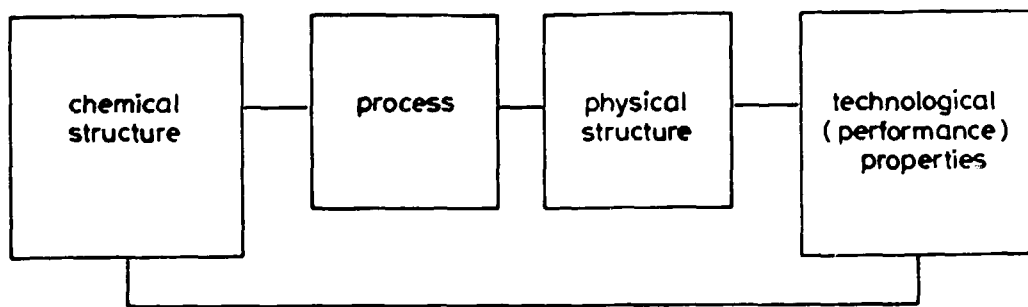 chemical
structure
process
physical
structure
technological
(performance)
properties